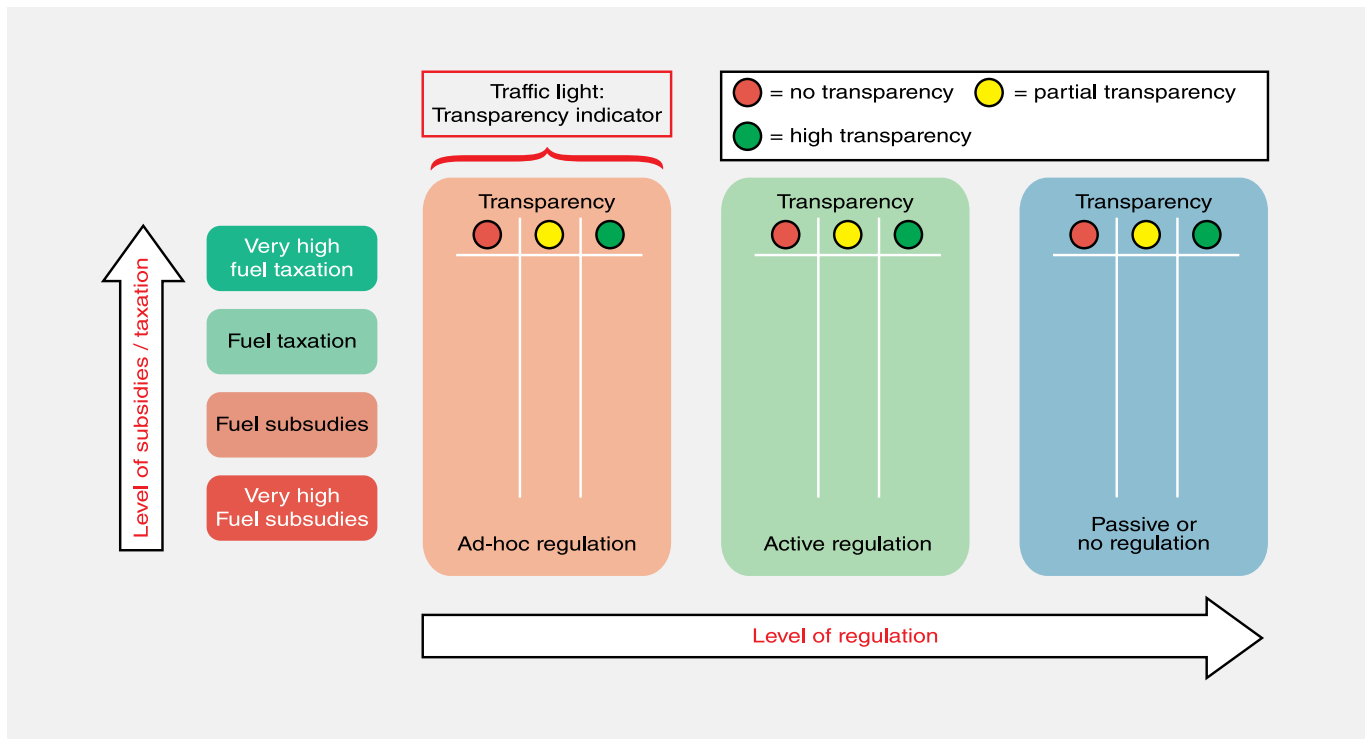 Traffic light:
Transparency indicator
= no transparency = partial transparency
= high transparency
Level of subsidies / taxation
Very high
fuel taxation
Fuel taxation
Fuel subsudies
Very high
Fuel subsudies
Transparency
Ad-hoc regulation
Transparency
Active regulation
Transparency
Passive or
no regulation
Level of regulation